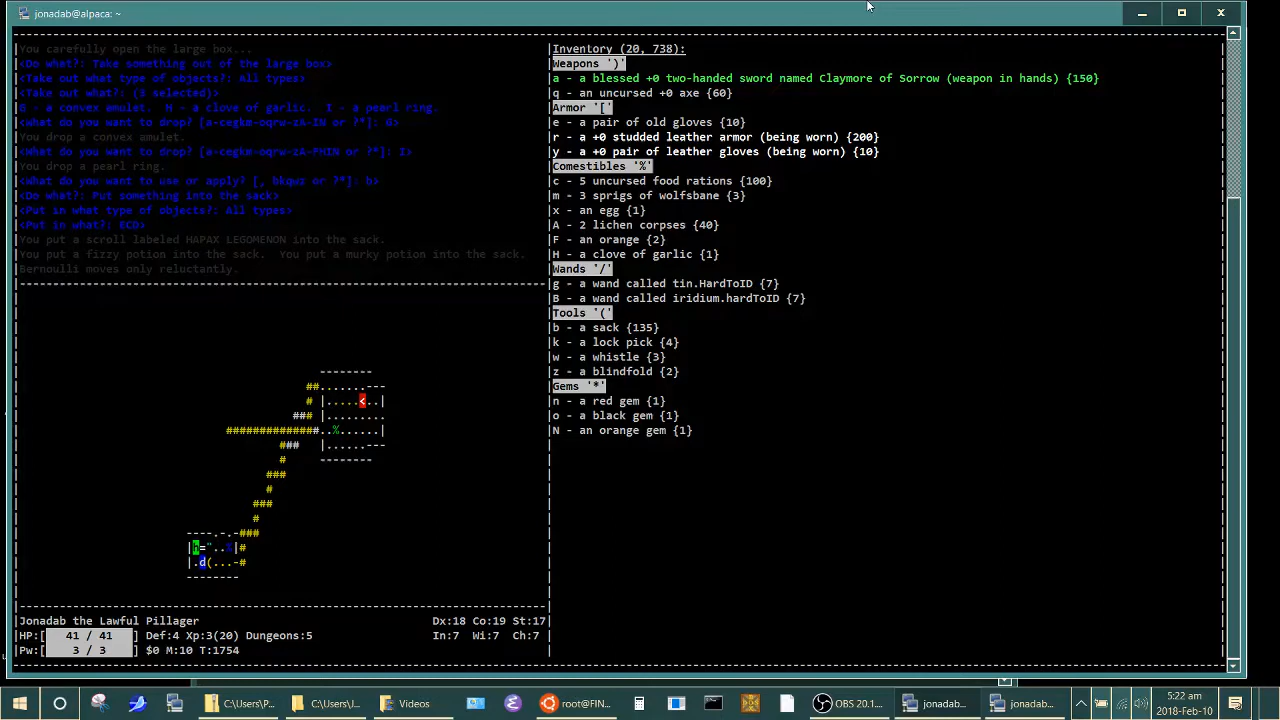 jonadab@alpaca: ~
You carefully open the large box...
<Do what?: Take something out of the large box>
<Take out what type of objects?: All types>
<Take out what?: (3 selected)>
G - a convex amulet.  H - a clove of garlic.  I - a pearl ring.
<What do you want to drop? [a-cegkm-oqrw-zA-IN or ?*]: G>
You drop a convex amulet.
<What do you want to drop? [a-cegkm-oqrw-zA-FHIN or ?*]: I>
You drop a pearl ring.
<What do you want to use or apply? [, bkqwz or ?*]: b>
<Do what?: Put something into the sack>
<Put in what type of objects?: All types>
<Put in what?: ECD>
You put a scroll labeled HAPAX LEGOMENON into the sack.
You put a fizzy potion into the sack.  You put a murky potion into the sack.
Bernoulli moves only reluctantly.
Inventory (20, 738):
Weapons ')'
a - a blessed +0 two-handed sword named Claymore of Sorrow (weapon in hands) {150}
q - an uncursed +0 axe {60}
Armor '['
e - a pair of old gloves {10}
r - a +0 studded leather armor (being worn) {200}
y - a +0 pair of leather gloves (being worn) {10}
Comestibles '%'
c - 5 uncursed food rations {100}
m - 3 sprigs of wolfsbane {3}
x - an egg {1}
A - 2 lichen corpses {40}
F - an orange {2}
H - a clove of garlic {1}
Wands '/'
g - a wand called tin.HardToID {7}
B - a wand called iridium.hardToID {7}
Tools '('
b - a sack {135}
k - a lock pick {4}
w - a whistle {3}
z - a blindfold {2}
Gems '*'
n - a red gem {1}
o - a black gem {1}
N - an orange gem {1}
Jonadab the Lawful Pillager Dx:18 Co:19 St:17
HP:[ 41 / 41 ] Def:4 Xp:3(20) Dungeons:5 In:7 Wi:7 Ch:7
Pw:[ 3 / 3 ] $0 M:10 T:1754
C:\Users\P...
C:\Users\J...
Videos
root@FIN...
OBS 20.1....
jonadab...
jonadab...
5:22 am
2018-Feb-10